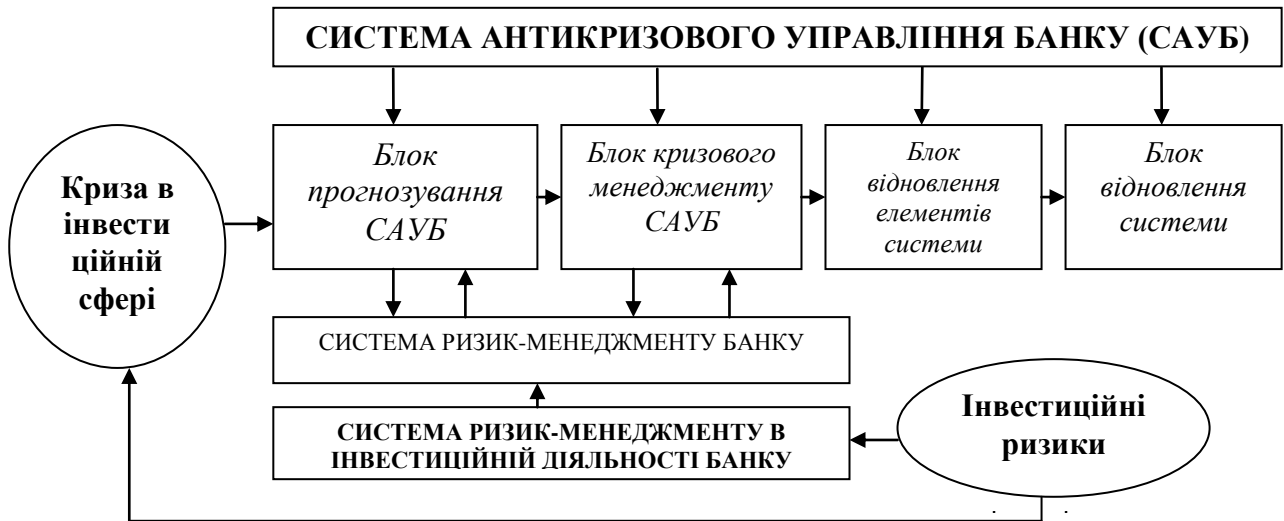 СИСТЕМА АНТИКРИЗОВОГО УПРАВЛІННЯ БАНКУ (САУБ)
Криза в
інвести
ційній
сфері
Блок
прогнозування
САУБ
Блок кризового
менеджменту
САУБ
Блок
відновлення
елементів
системи
Блок
відновлення
системи
СИСТЕМА РИЗИК-МЕНЕДЖМЕНТУ БАНКУ
СИСТЕМА РИЗИК-МЕНЕДЖМЕНТУ В
ІНВЕСТИЦІЙНІЙ ДІЯЛЬНОСТІ БАНКУ
Інвестиційні
ризики